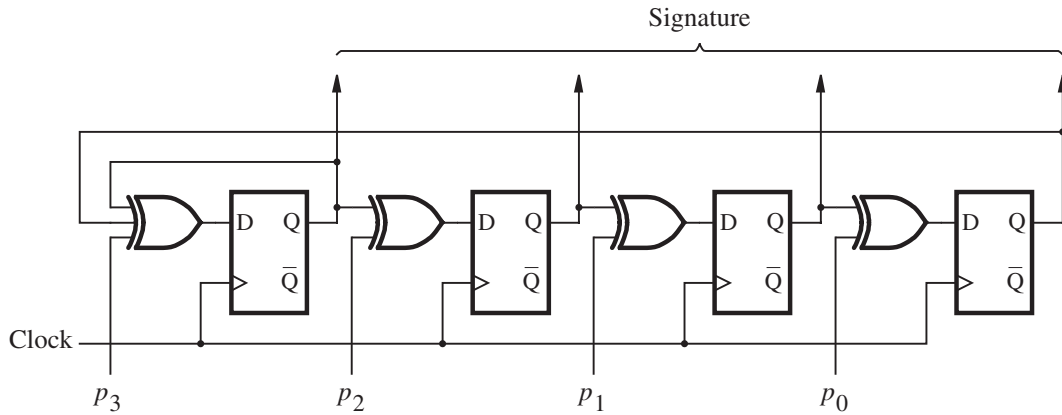 Signature
D Q D Q D Q D Q
Q̅ Q̅ Q̅ Q̅
Clock
p3 p2 p1 p0